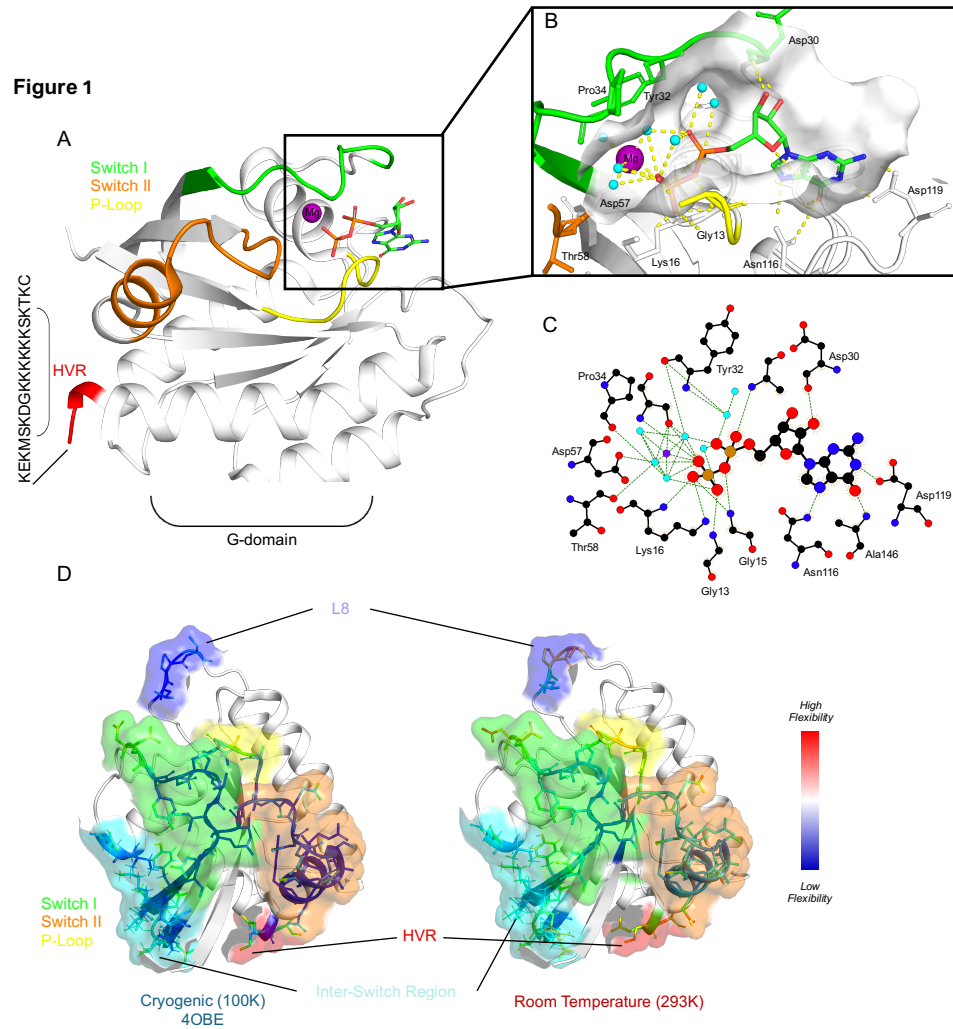 Figure 1
A
Switch I
Switch II
P-Loop
Mg
HVR
KEKMSKDGKKKKKKSKTKC
G-domain
B
Asp30
Pro34
Tyr32
Mg
Asp57
Asp119
Gly13
Thr58
Lys16
Asn116
C
Tyr32
Asp30
Pro34
Asp57
Asp119
Thr58
Lys16
Gly15
Ala146
Asn116
Gly13
D
L8
High
Flexibility
Low
Flexibility
Switch I
Switch II
P-Loop
HVR
Inter-Switch Region
Cryogenic (100K)
4OBE
Room Temperature (293K)